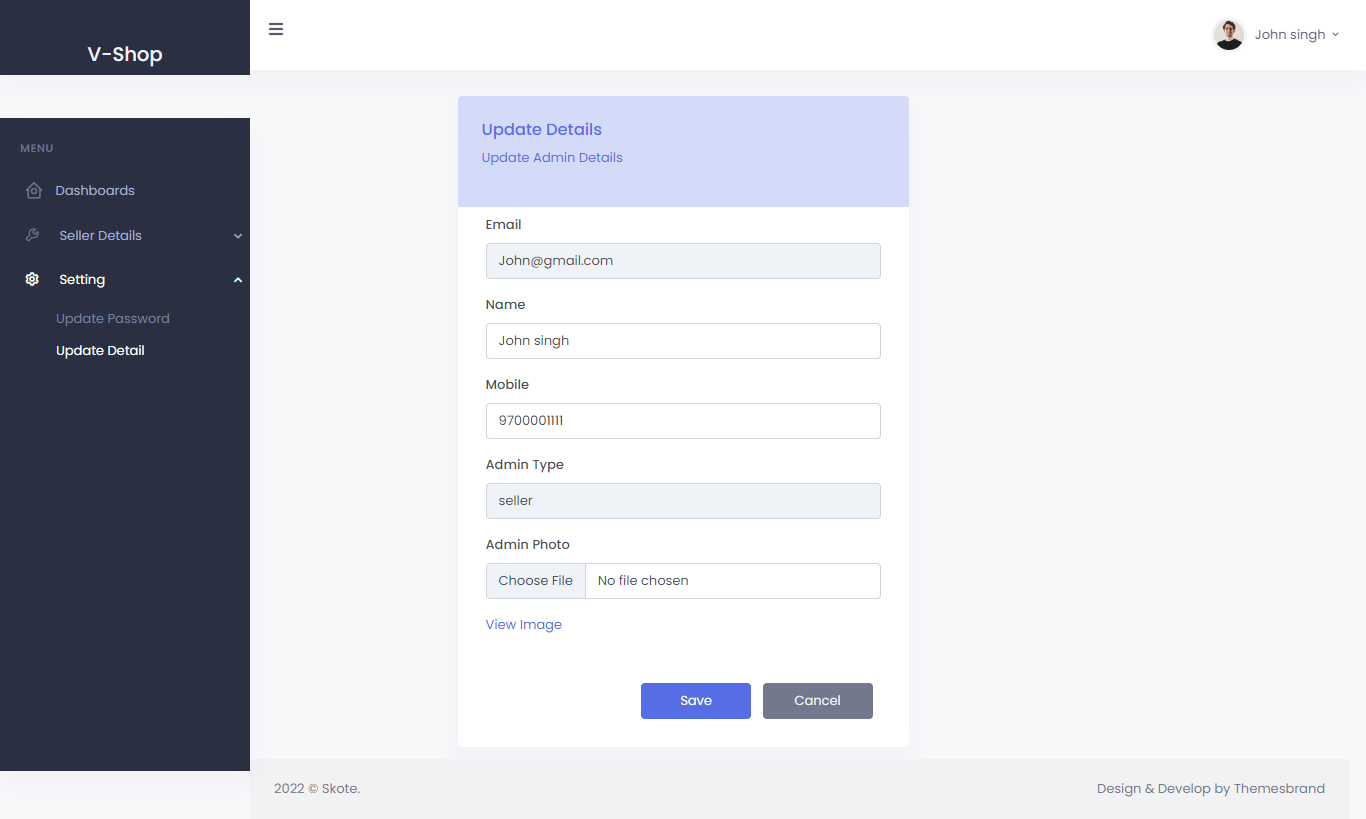 V-Shop
John singh
MENU
Dashboards
Seller Details
Setting
Update Password
Update Detail
Update Details
Update Admin Details
Email
John@gmail.com
Name
John singh
Mobile
9700001111
Admin Type
seller
Admin Photo
Choose File No file chosen
View Image
Save Cancel
2022 © Skote. Design & Develop by Themesbrand